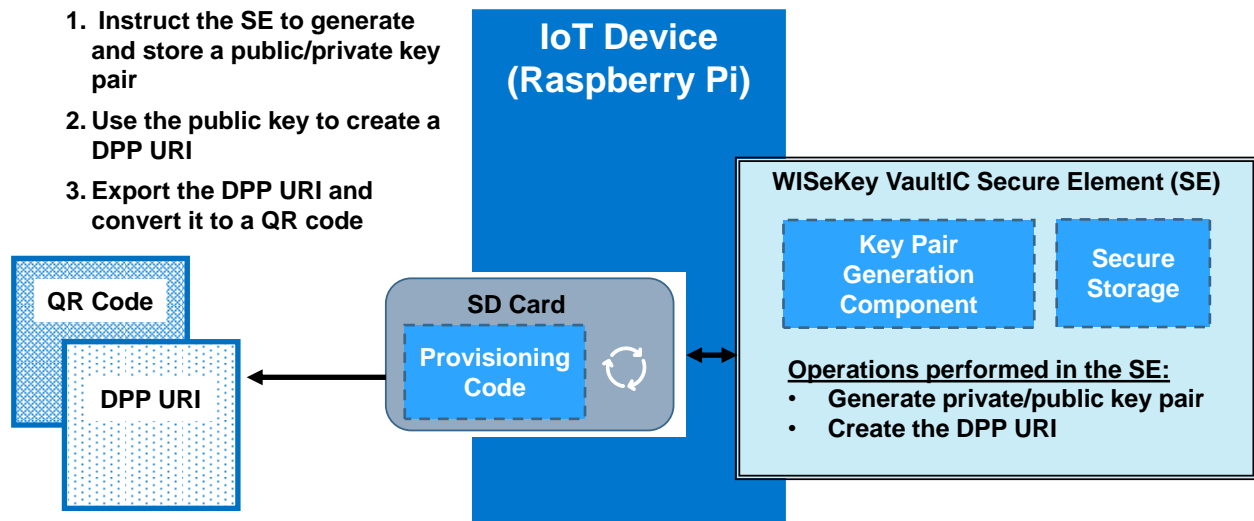 1. Instruct the SE to generate
and store a public/private key
pair
2. Use the public key to create a
DPP URI
3. Export the DPP URI and
convert it to a QR code
IoT Device
(Raspberry Pi)
WISeKey VaultIC Secure Element (SE)
Key Pair
Generation
Component
Secure
Storage
QR Code
DPP URI
SD Card
Provisioning
Code
Operations performed in the SE:
• Generate private/public key pair
• Create the DPP URI